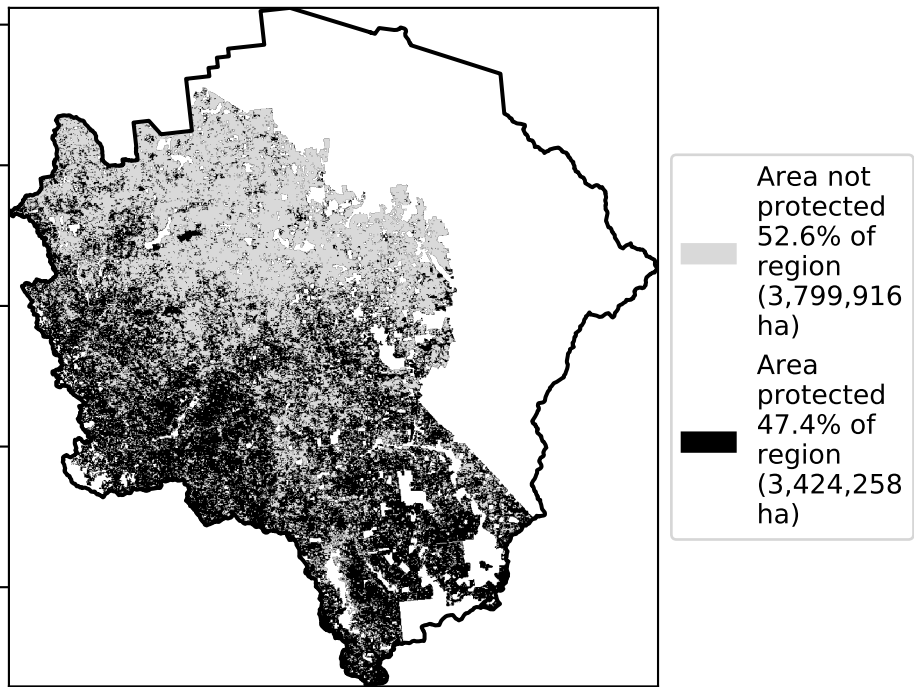 Area not
protected
52.6% of
region
(3,799,916
ha)
Area
protected
47.4% of
region
(3,424,258
ha)